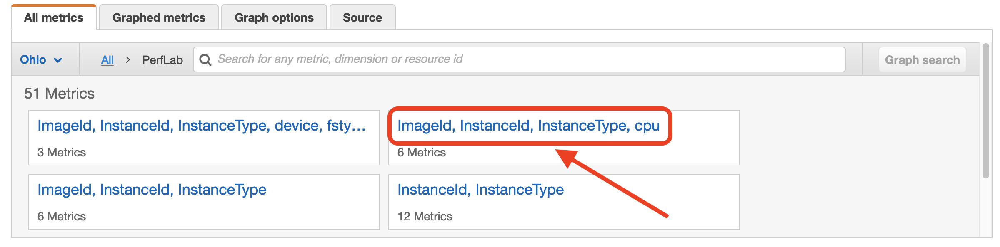 All metrics Graphed metrics Graph options Source
Ohio All > PerfLab Search for any metric, dimension or resource id Graph search
51 Metrics
ImageId, InstanceId, InstanceType, device, fsty... ImageId, InstanceId, InstanceType, cpu
3 Metrics 6 Metrics
ImageId, InstanceId, InstanceType InstanceId, InstanceType
6 Metrics 12 Metrics